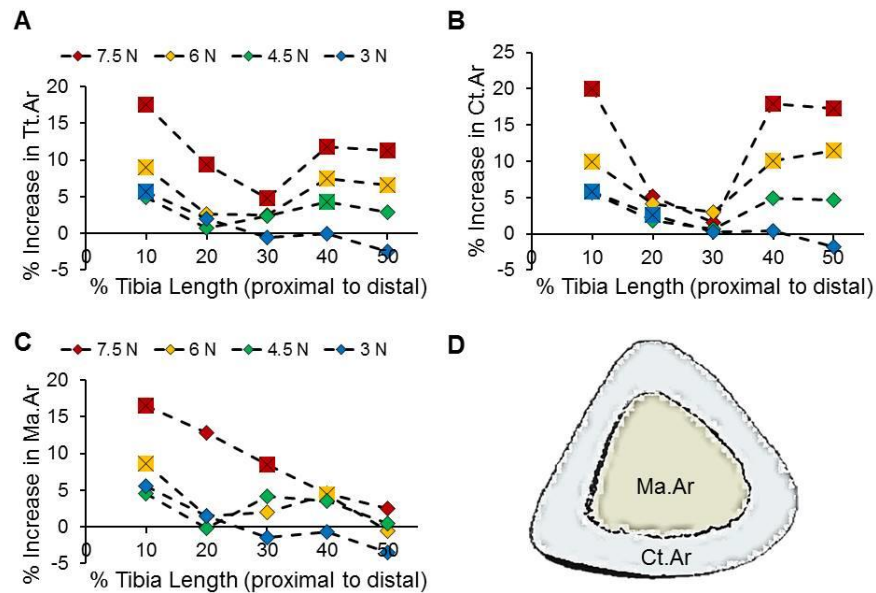 A
7.5 N 6 N 4.5 N 3 N
% Increase in Tt.Ar
20
15
10
5
0
-5
0 10 20 30 40 50
% Tibia Length (proximal to distal)
B
% Increase in Ct.Ar
25
20
15
10
5
0
-5
0 10 20 30 40 50
% Tibia Length (proximal to distal)
C
7.5 N 6 N 4.5 N 3 N
% Increase in Ma.Ar
20
15
10
5
0
-5
0 10 20 30 40 50
% Tibia Length (proximal to distal)
D
Ma.Ar
Ct.Ar